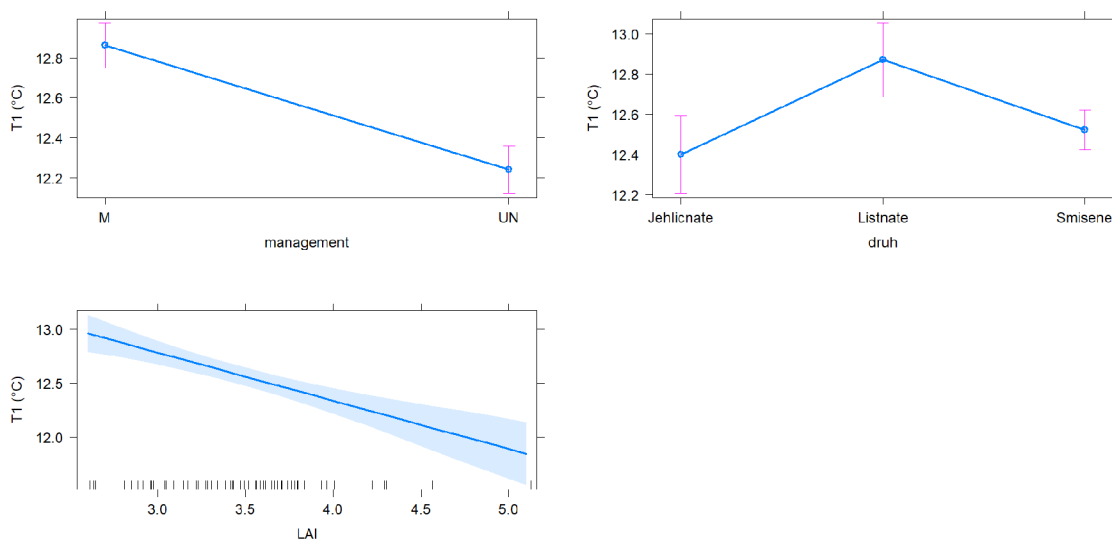 T1 (°C)
12.8
12.6
12.4
12.2
M
UN
management
T1 (°C)
13.0
12.8
12.6
12.4
12.2
Jehlicnate
Listnate
Smisene
druh
T1 (°C)
13.0
12.5
12.0
3.0
3.5
4.0
4.5
5.0
LAI